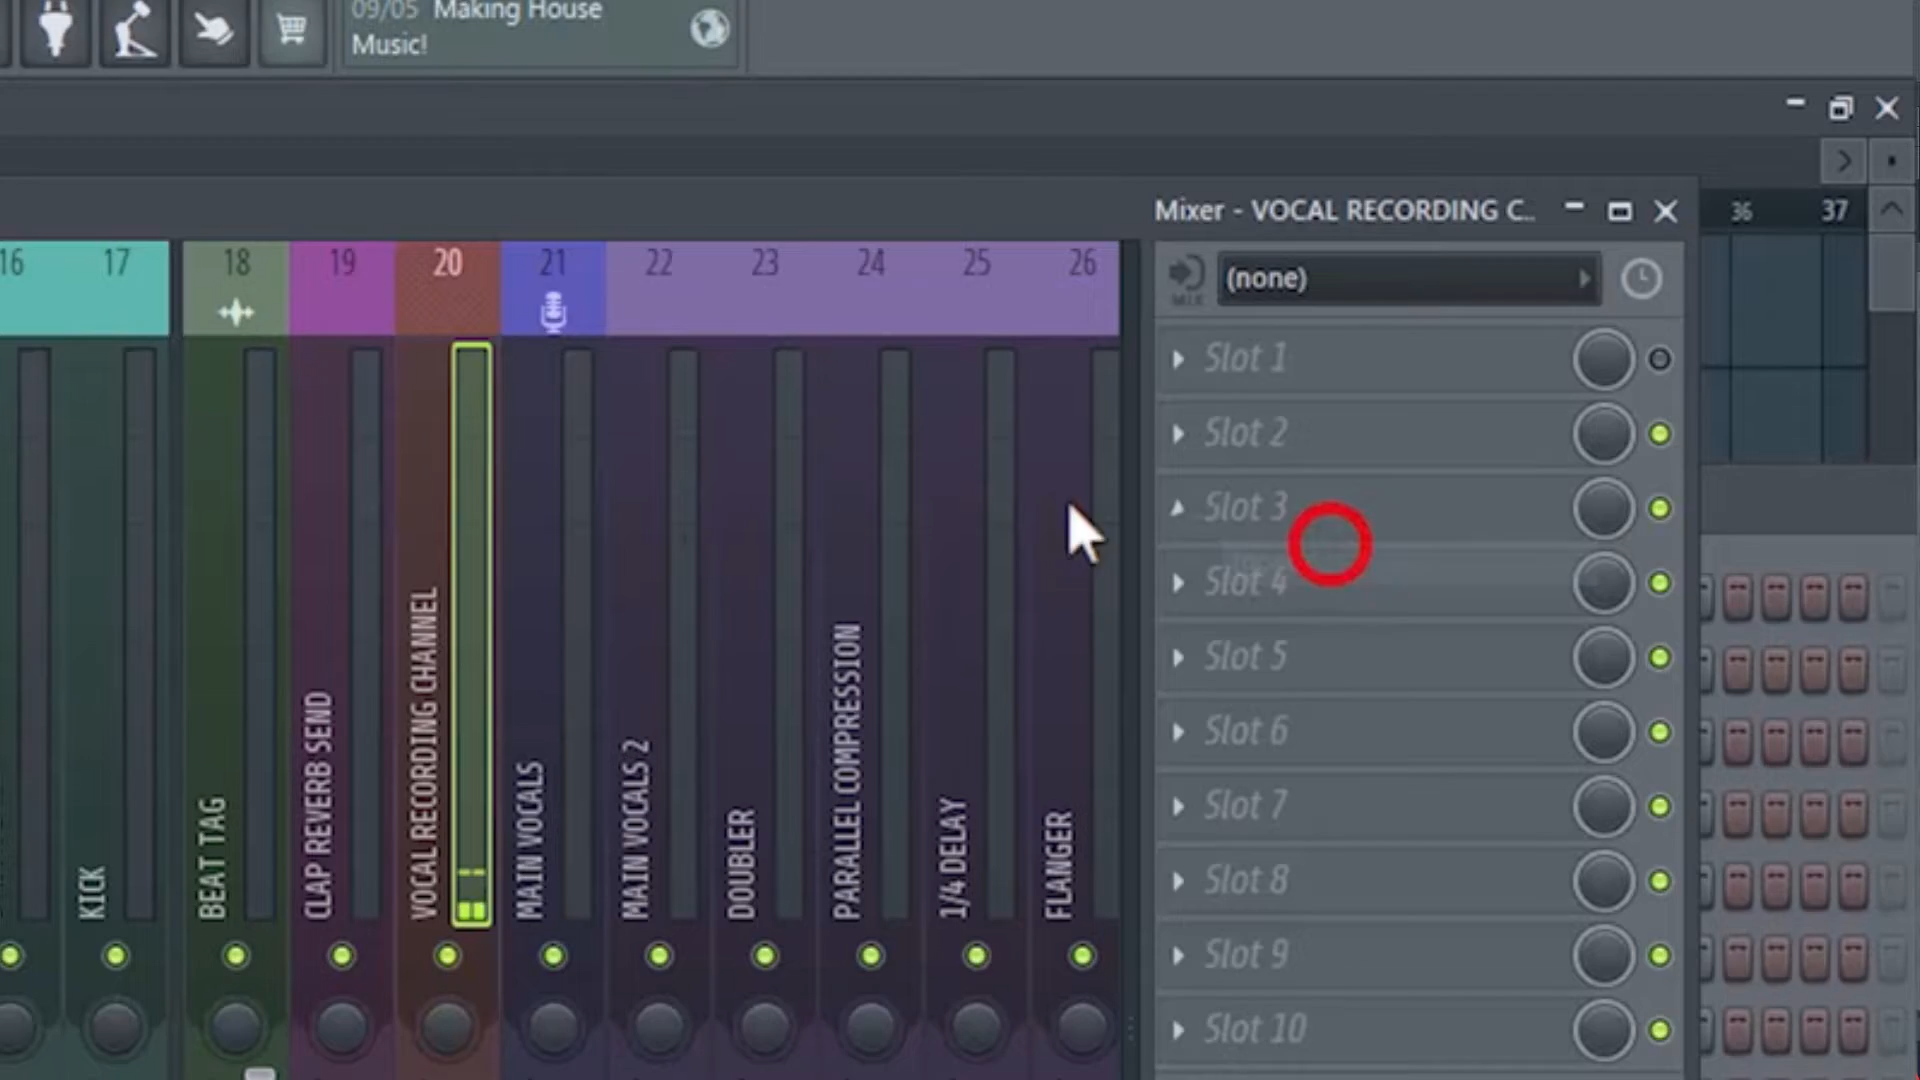 09/05 Making House
Music!
Mixer - VOCAL RECORDING C..
36
37
16
17
18
19
20
21
22
23
24
25
26
(none)
MIX
Slot 1
Slot 2
Slot 3
Slot 4
Slot 5
Slot 6
Slot 7
Slot 8
Slot 9
Slot 10
KICK
BEAT TAG
CLAP REVERB SEND
VOCAL RECORDING CHANNEL
MAIN VOCALS
MAIN VOCALS 2
DOUBLER
PARALLEL COMPRESSION
1/4 DELAY
FLANGER